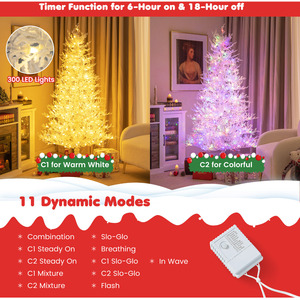 Timer Function for 6-Hour on & 18-Hour off
300 LED Lights
C1 for Warm White
C2 for Colorful
11 Dynamic Modes
• Combination
• C1 Steady On
• C2 Steady On
• C1 Mixture
• C2 Mixture
• Slo-Glo
• Breathing
• C1 Slo-Glo
• C2 Slo-Glo
• Flash
• In Wave